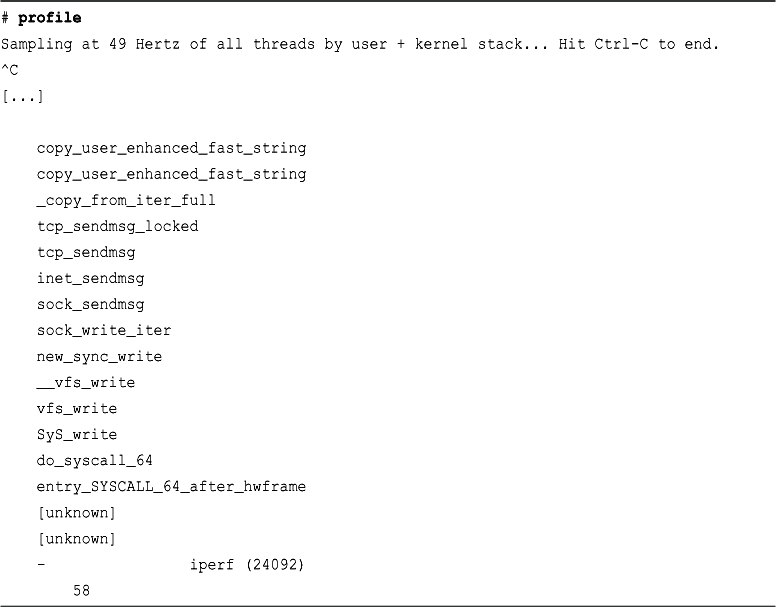 # profile
Sampling at 49 Hertz of all threads by user + kernel stack... Hit Ctrl-C to end.
^C
[...]
copy_user_enhanced_fast_string
copy_user_enhanced_fast_string
_copy_from_iter_full
tcp_sendmsg_locked
tcp_sendmsg
inet_sendmsg
sock_sendmsg
sock_write_iter
new_sync_write
__vfs_write
vfs_write
SyS_write
do_syscall_64
entry_SYSCALL_64_after_hwframe
[unknown]
[unknown]
-                iperf (24092)
58